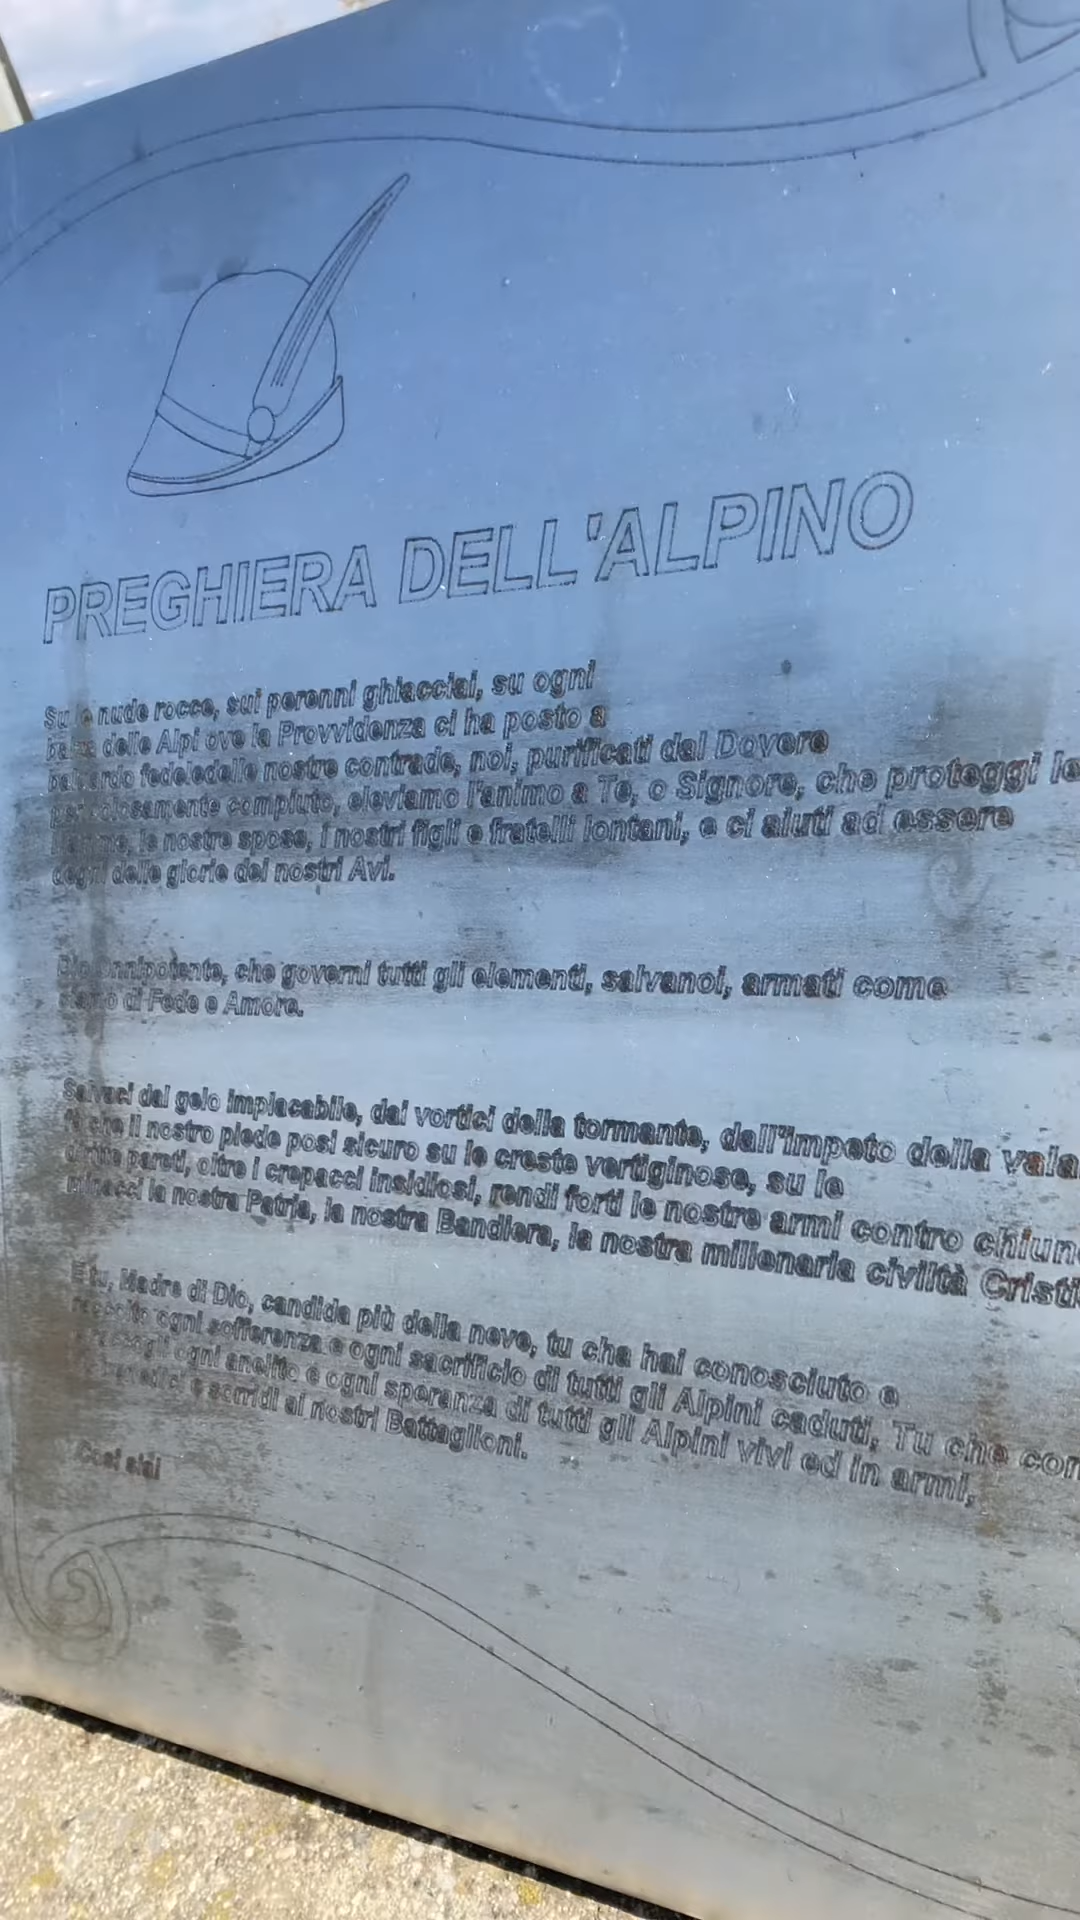 PREGHIERA DELL'ALPINO
Su le nude rocce, sui perenni ghiacciai, su ogni
balza delle Alpi ove la Provvidenza ci ha posto a
baluardo fedeledelle nostre contrade, noi, purificati dal Dovere
pericolosamente compiuto, eleviamo l'animo a Te, o Signore, che proteggi le
mamme, le nostre spose, i nostri figli e fratelli lontani, e ci aiuti ad essere
degni delle glorie dei nostri Avi.
Dio onnipotente, che governi tutti gli elementi, salvanoi, armati come
siamo di Fede e Amore.
Salvaci dal gelo implacabile, dai vortici della tormante, dall'impeto della vala
fa che il nostro piede posi sicuro su le creste vertiginose, su le
diritte pareti, oltre i crepacci insidiosi, rendi forti le nostre armi contro chiun
minacci la nostra Patria, la nostra Bandiera, la nostra millenaria civiltà Cristi
E tu, Madre di Dio, candida più della neve, tu cha hai conosciuto e
raccolto ogni sofferenza e ogni sacrificio di tutti gli Alpini caduti, Tu che con
ogni anelito e ogni speranza di tutti gli Alpini vivi ed in armi,
e sorridi ai nostri Battaglioni.
Così sia!